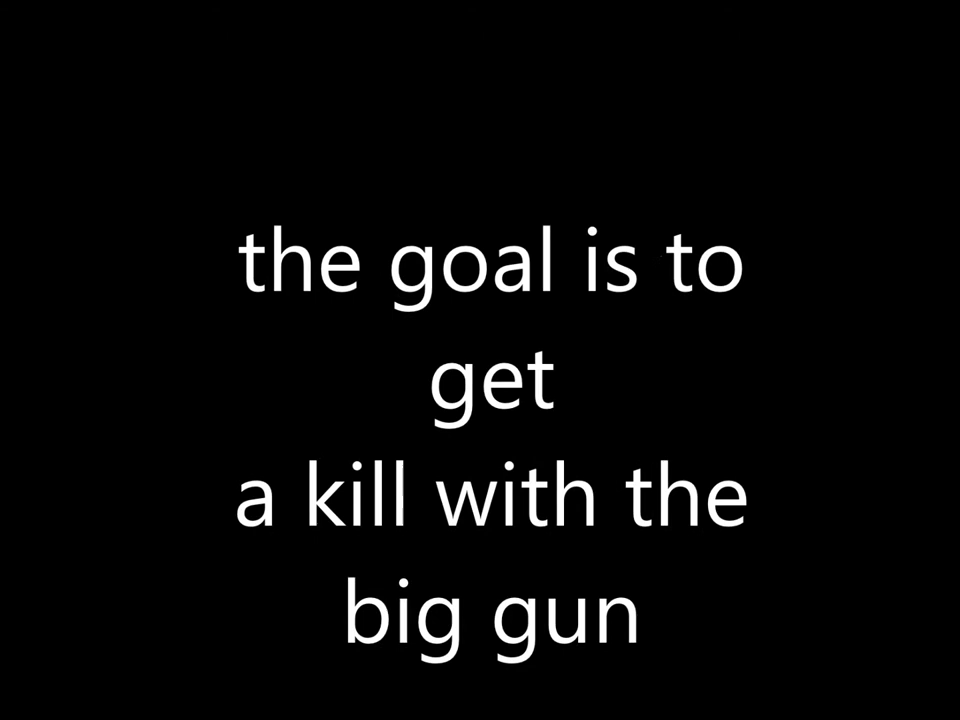 the goal is to
get
a kill with the
big gun